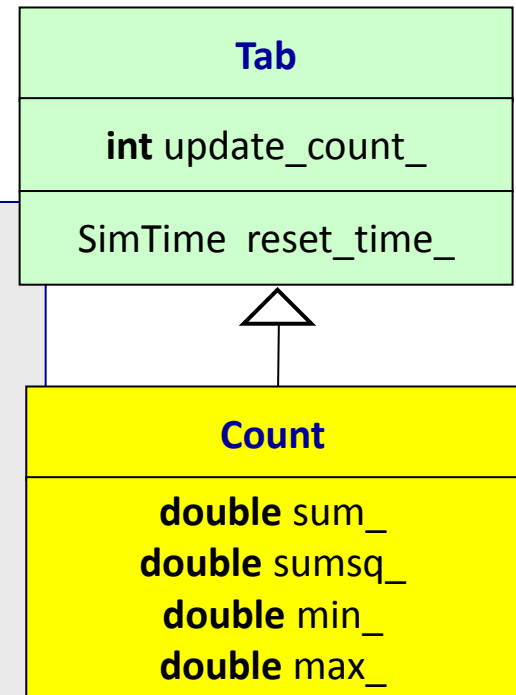 Tab
int update_count_
SimTime reset_time_
Count
double sum_
double sumsq_
double min_
double max_